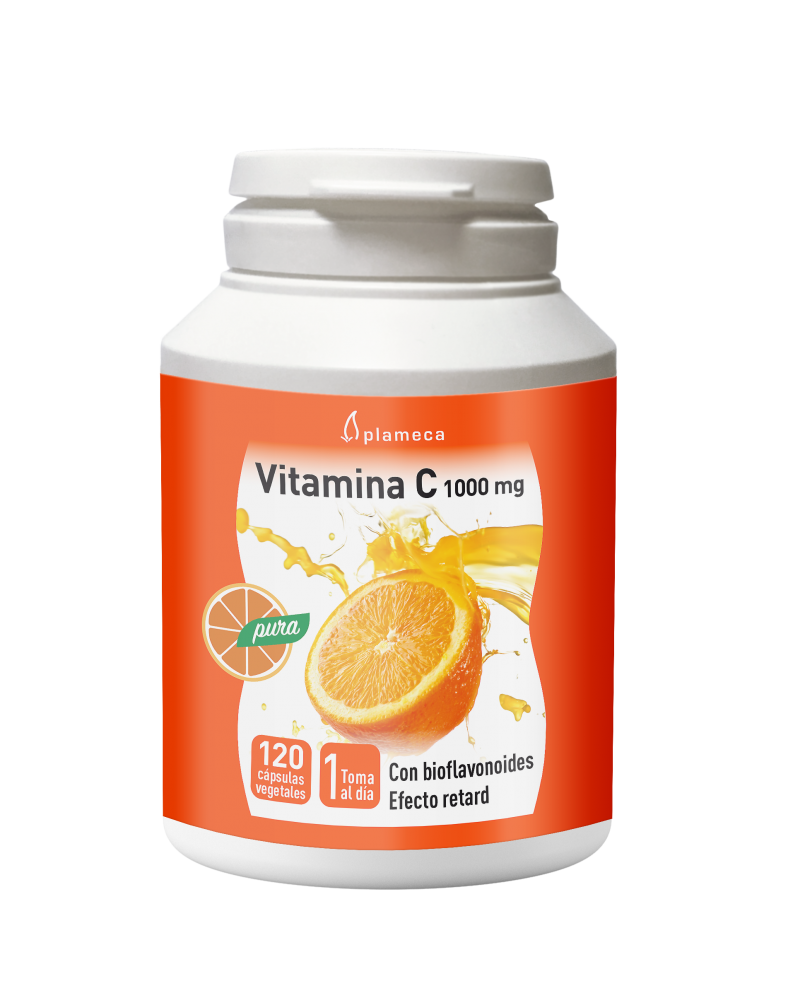 plameca
Vitamina C 1000 mg
pura
120
cápsulas
vegetales
1 Toma
al día
Con bioflavonoides
Efecto retard